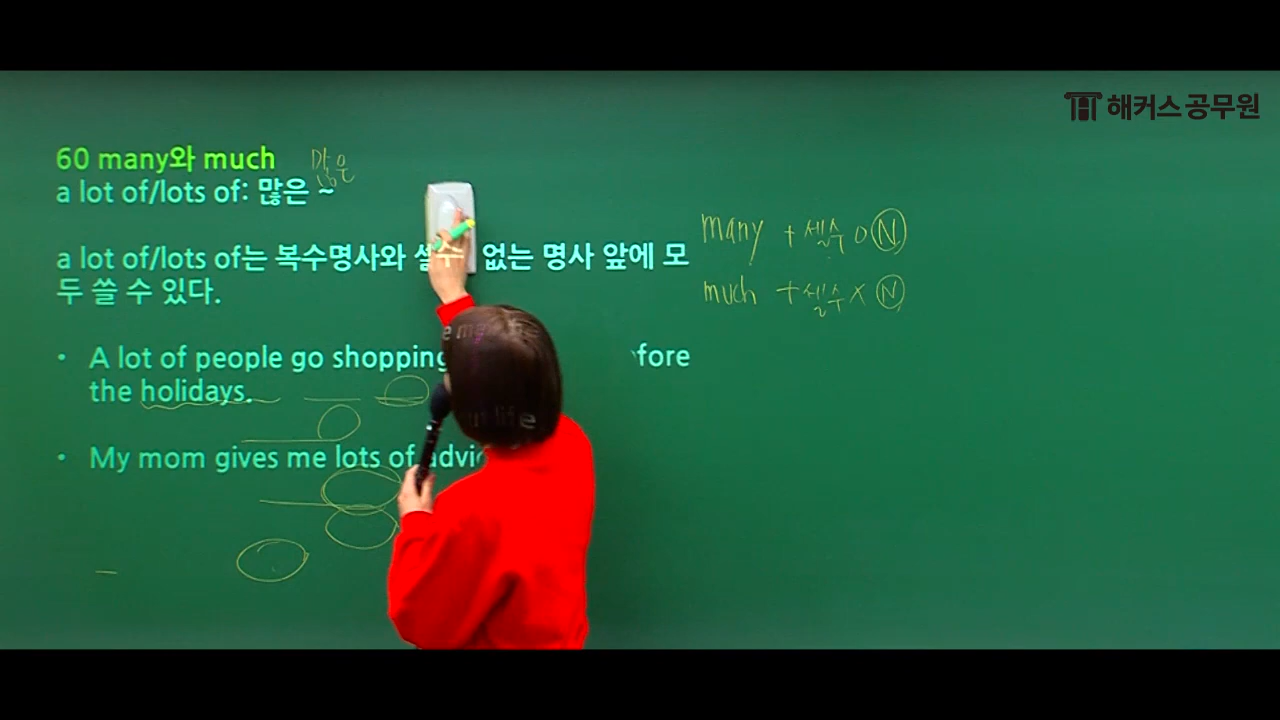 해커스 공무원
60 many와 much 많은
a lot of/lots of: 많은 ~
many + 셀수 O N
a lot of/lots of는 복수명사와 셀수 없는 명사 앞에 모
두 쓸 수 있다.
much + 셀수 X N
• A lot of people go shopping fore
the holidays.
• My mom gives me lots of advic